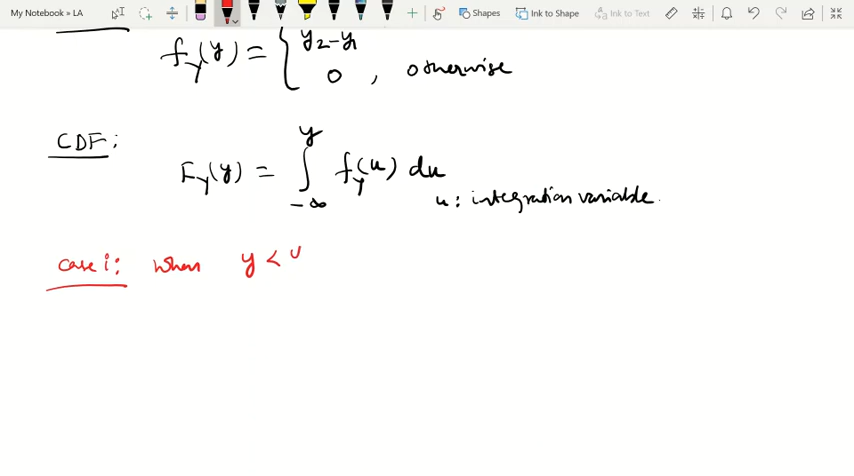 My Notebook » LA
Shapes
Ink to Shape
Ink to Text
f_Y(y) = { y₂-y₁
0 , otherwise
CDF:
F_Y(y) = ∫_{-∞}^{y} f_Y(u) du
u: integration variable.
Case i: When y <